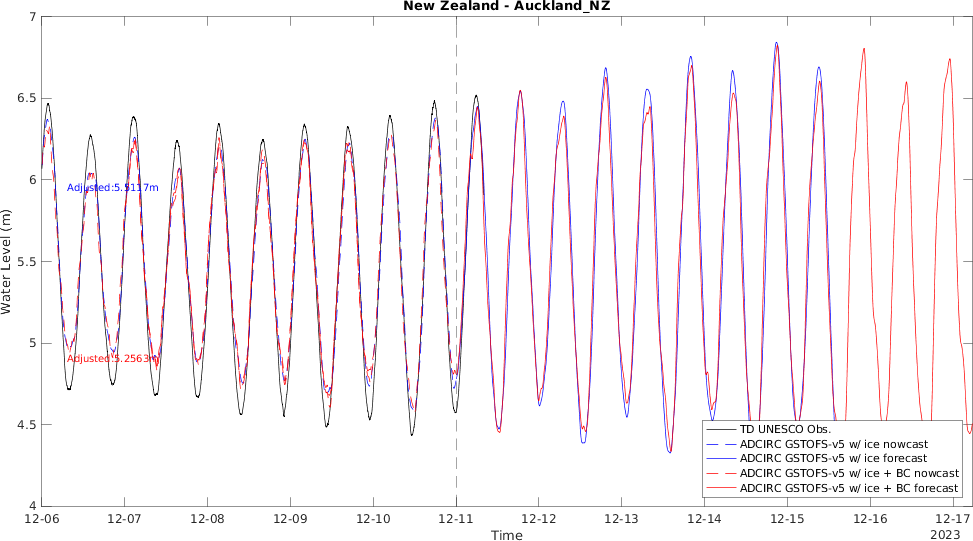 New Zealand - Auckland_NZ
Water Level (m)
7
6.5
6
5.5
5
4.5
4
Adjusted:5.5117m
Adjusted:5.2563m
TD UNESCO Obs.
ADCIRC GSTOFS-v5 w/ ice nowcast
ADCIRC GSTOFS-v5 w/ ice forecast
ADCIRC GSTOFS-v5 w/ ice + BC nowcast
ADCIRC GSTOFS-v5 w/ ice + BC forecast
12-06 12-07 12-08 12-09 12-10 12-11 12-12 12-13 12-14 12-15 12-16 12-17
Time
2023